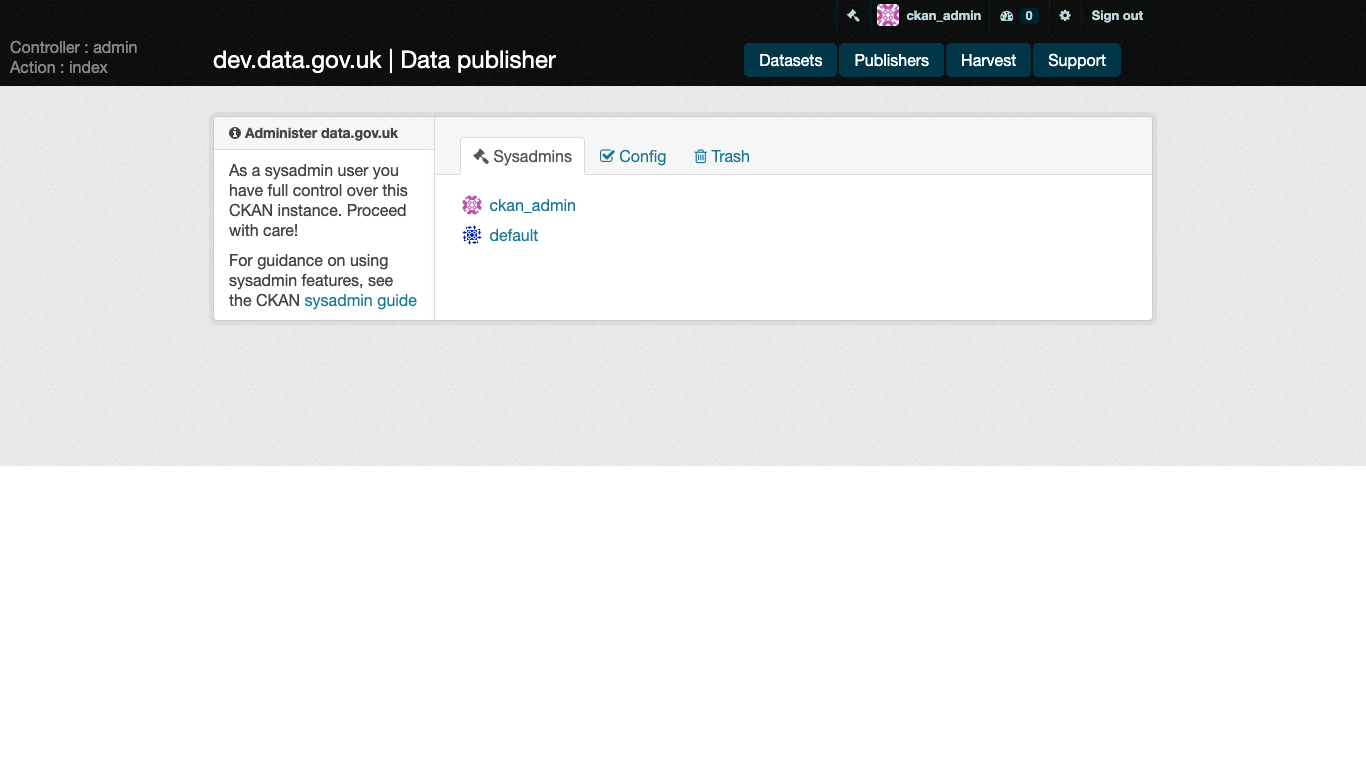 ckan_admin 0 Sign out
Controller : admin
Action : index
dev.data.gov.uk | Data publisher
Datasets Publishers Harvest Support
Administer data.gov.uk
As a sysadmin user you
have full control over this
CKAN instance. Proceed
with care!
For guidance on using
sysadmin features, see
the CKAN sysadmin guide
Sysadmins Config Trash
ckan_admin
default